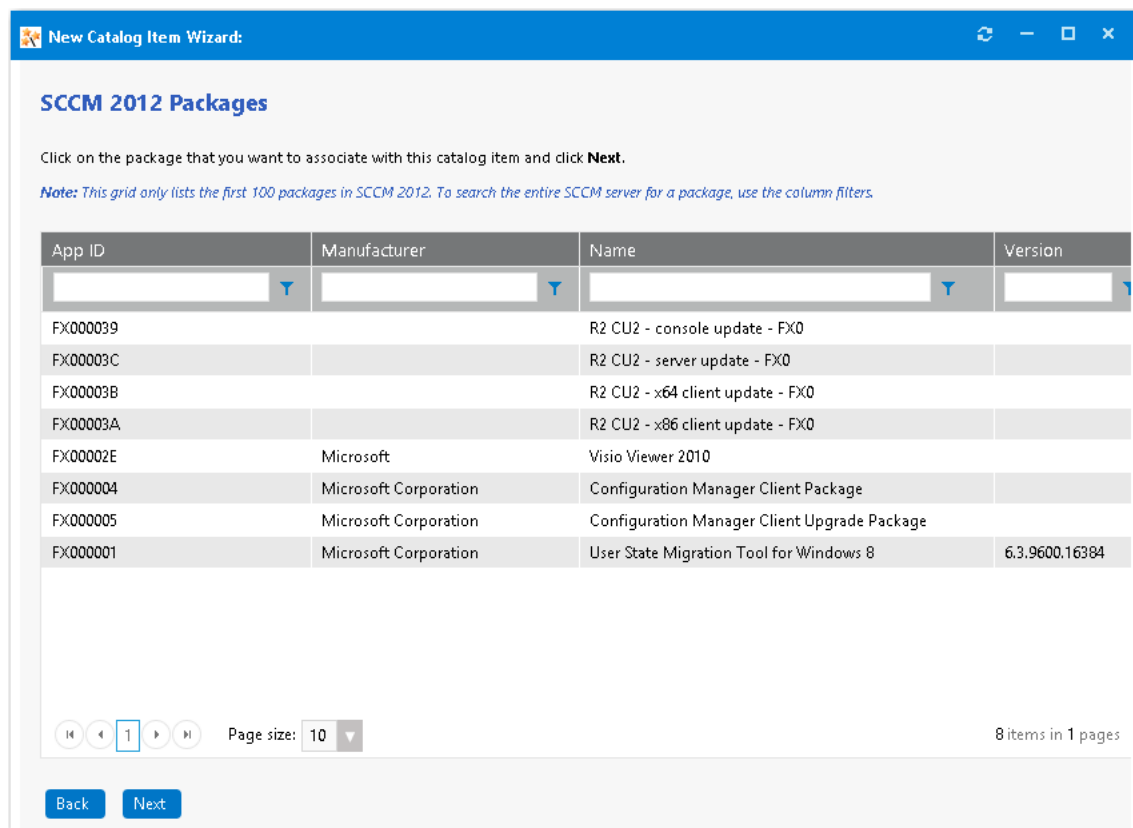 New Catalog Item Wizard:
SCCM 2012 Packages
Click on the package that you want to associate with this catalog item and click Next.
Note: This grid only lists the first 100 packages in SCCM 2012. To search the entire SCCM server for a package, use the column filters.
App ID Manufacturer Name Version
FX000039 R2 CU2 - console update - FX0
FX00003C R2 CU2 - server update - FX0
FX00003B R2 CU2 - x64 client update - FX0
FX00003A R2 CU2 - x86 client update - FX0
FX00002E Microsoft Visio Viewer 2010
FX000004 Microsoft Corporation Configuration Manager Client Package
FX000005 Microsoft Corporation Configuration Manager Client Upgrade Package
FX000001 Microsoft Corporation User State Migration Tool for Windows 8 6.3.9600.16384
1 Page size: 10 8 items in 1 pages
Back Next